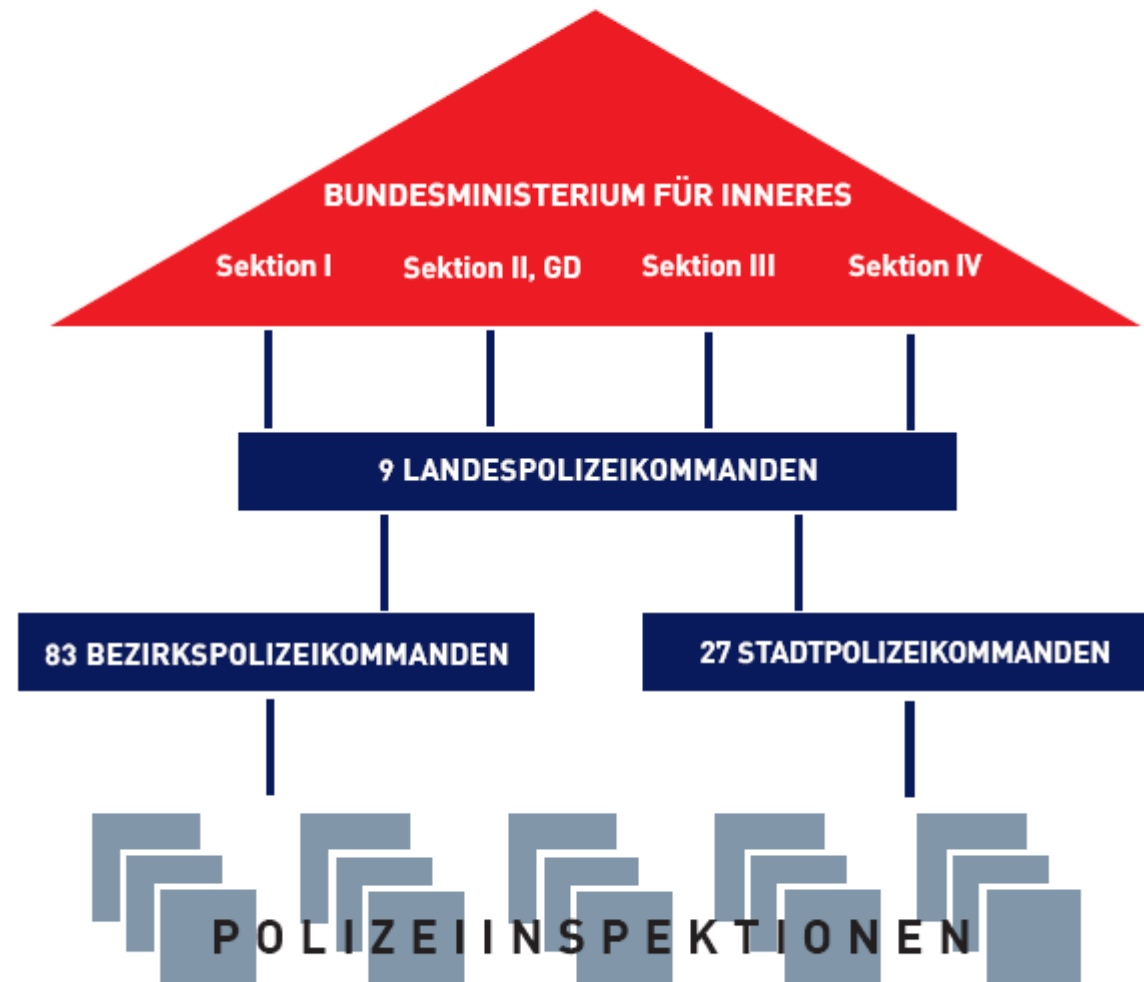 BUNDESMINISTERIUM FÜR INNERES
Sektion I Sektion II, GD Sektion III Sektion IV
9 LANDESPOLIZEIKOMMANDEN
83 BEZIRKSPOLIZEIKOMMANDEN 27 STADTPOLIZEIKOMMANDEN
POLIZEIINSPEKTIONEN